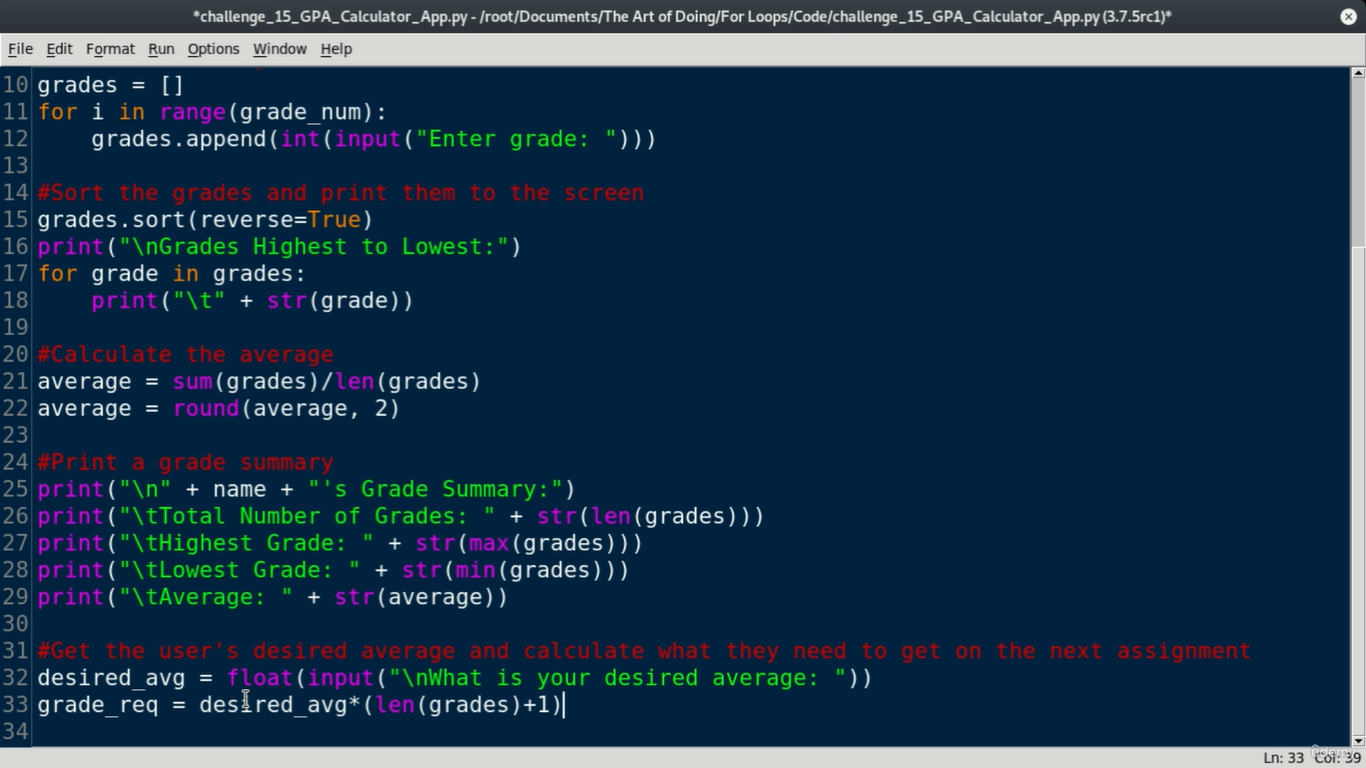 *challenge_15_GPA_Calculator_App.py - /root/Documents/The Art of Doing/For Loops/Code/challenge_15_GPA_Calculator_App.py (3.7.5rc1)*
File Edit Format Run Options Window Help
10 grades = []
11 for i in range(grade_num):
12     grades.append(int(input("Enter grade: ")))
13
14 #Sort the grades and print them to the screen
15 grades.sort(reverse=True)
16 print("\nGrades Highest to Lowest:")
17 for grade in grades:
18     print("\t" + str(grade))
19
20 #Calculate the average
21 average = sum(grades)/len(grades)
22 average = round(average, 2)
23
24 #Print a grade summary
25 print("\n" + name + "'s Grade Summary:")
26 print("\tTotal Number of Grades: " + str(len(grades)))
27 print("\tHighest Grade: " + str(max(grades)))
28 print("\tLowest Grade: " + str(min(grades)))
29 print("\tAverage: " + str(average))
30
31 #Get the user's desired average and calculate what they need to get on the next assignment
32 desired_avg = float(input("\nWhat is your desired average: "))
33 grade_req = desired_avg*(len(grades)+1)
34
Udemy
Ln: 33 Col: 39